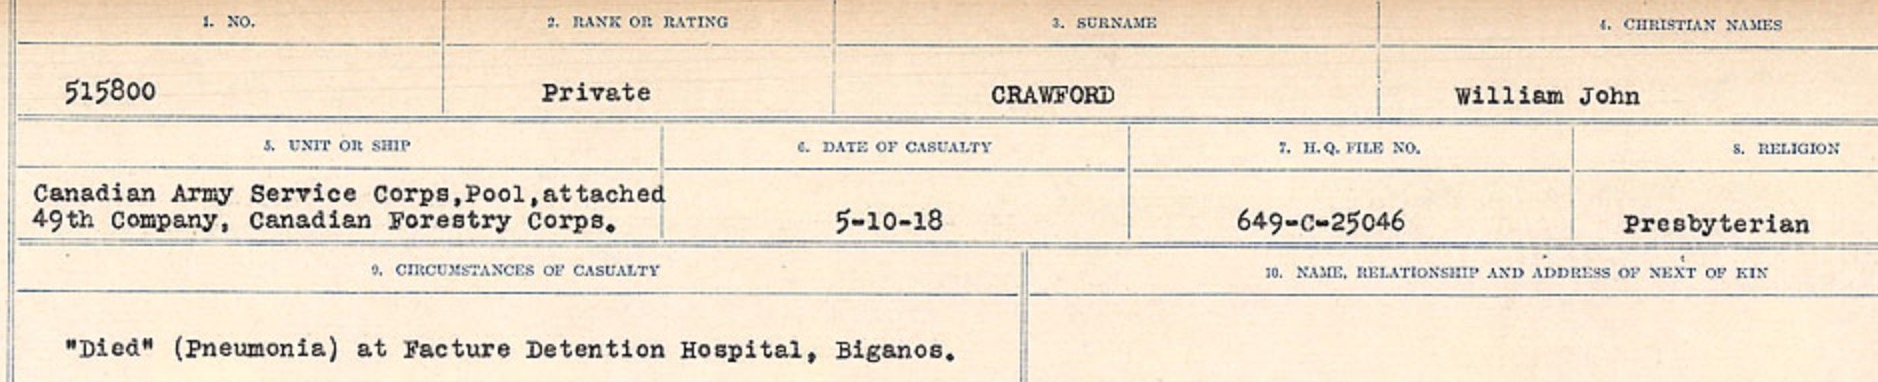 1. NO. 2. RANK OR RATING 3. SURNAME 4. CHRISTIAN NAMES
515800 Private CRAWFORD William John
5. UNIT OR SHIP 6. DATE OF CASUALTY 7. H.Q. FILE NO. 8. RELIGION
Canadian Army Service Corps,Pool,attached
49th Company, Canadian Forestry Corps. 5-10-18 649-C-25046 Presbyterian
9. CIRCUMSTANCES OF CASUALTY 10. NAME, RELATIONSHIP AND ADDRESS OF NEXT OF KIN
"Died" (Pneumonia) at Facture Detention Hospital, Biganos.